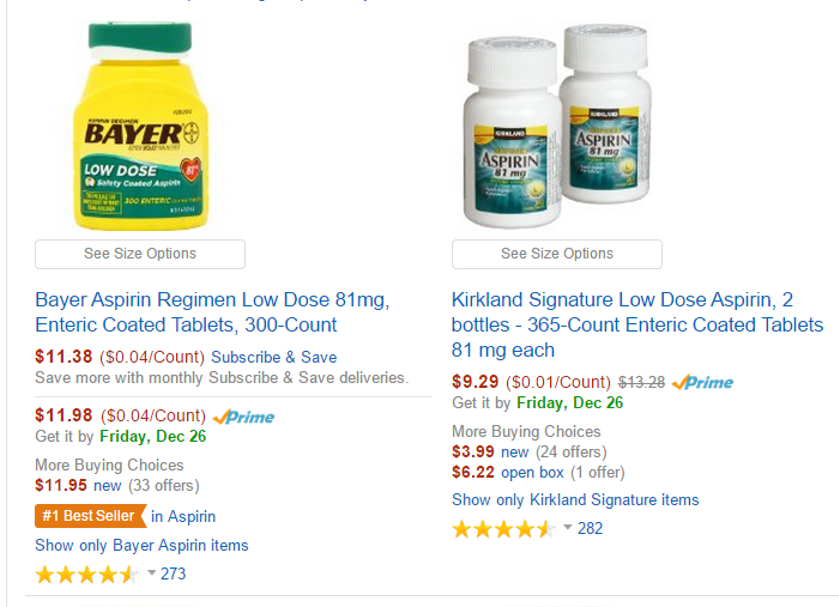 BAYER
LOW DOSE
81
Safety Coated Aspirin
300 ENTERIC
KIRKLAND
ASPIRIN
81 mg
KIRKLAND
ASPIRIN
81 mg
See Size Options
See Size Options
Bayer Aspirin Regimen Low Dose 81mg,
Enteric Coated Tablets, 300-Count
$11.38 ($0.04/Count) Subscribe & Save
Save more with monthly Subscribe & Save deliveries.
$11.98 ($0.04/Count) Prime
Get it by Friday, Dec 26
More Buying Choices
$11.95 new (33 offers)
#1 Best Seller in Aspirin
Show only Bayer Aspirin items
273
Kirkland Signature Low Dose Aspirin, 2
bottles - 365-Count Enteric Coated Tablets
81 mg each
$9.29 ($0.01/Count) $13.28 Prime
Get it by Friday, Dec 26
More Buying Choices
$3.99 new (24 offers)
$6.22 open box (1 offer)
Show only Kirkland Signature items
282